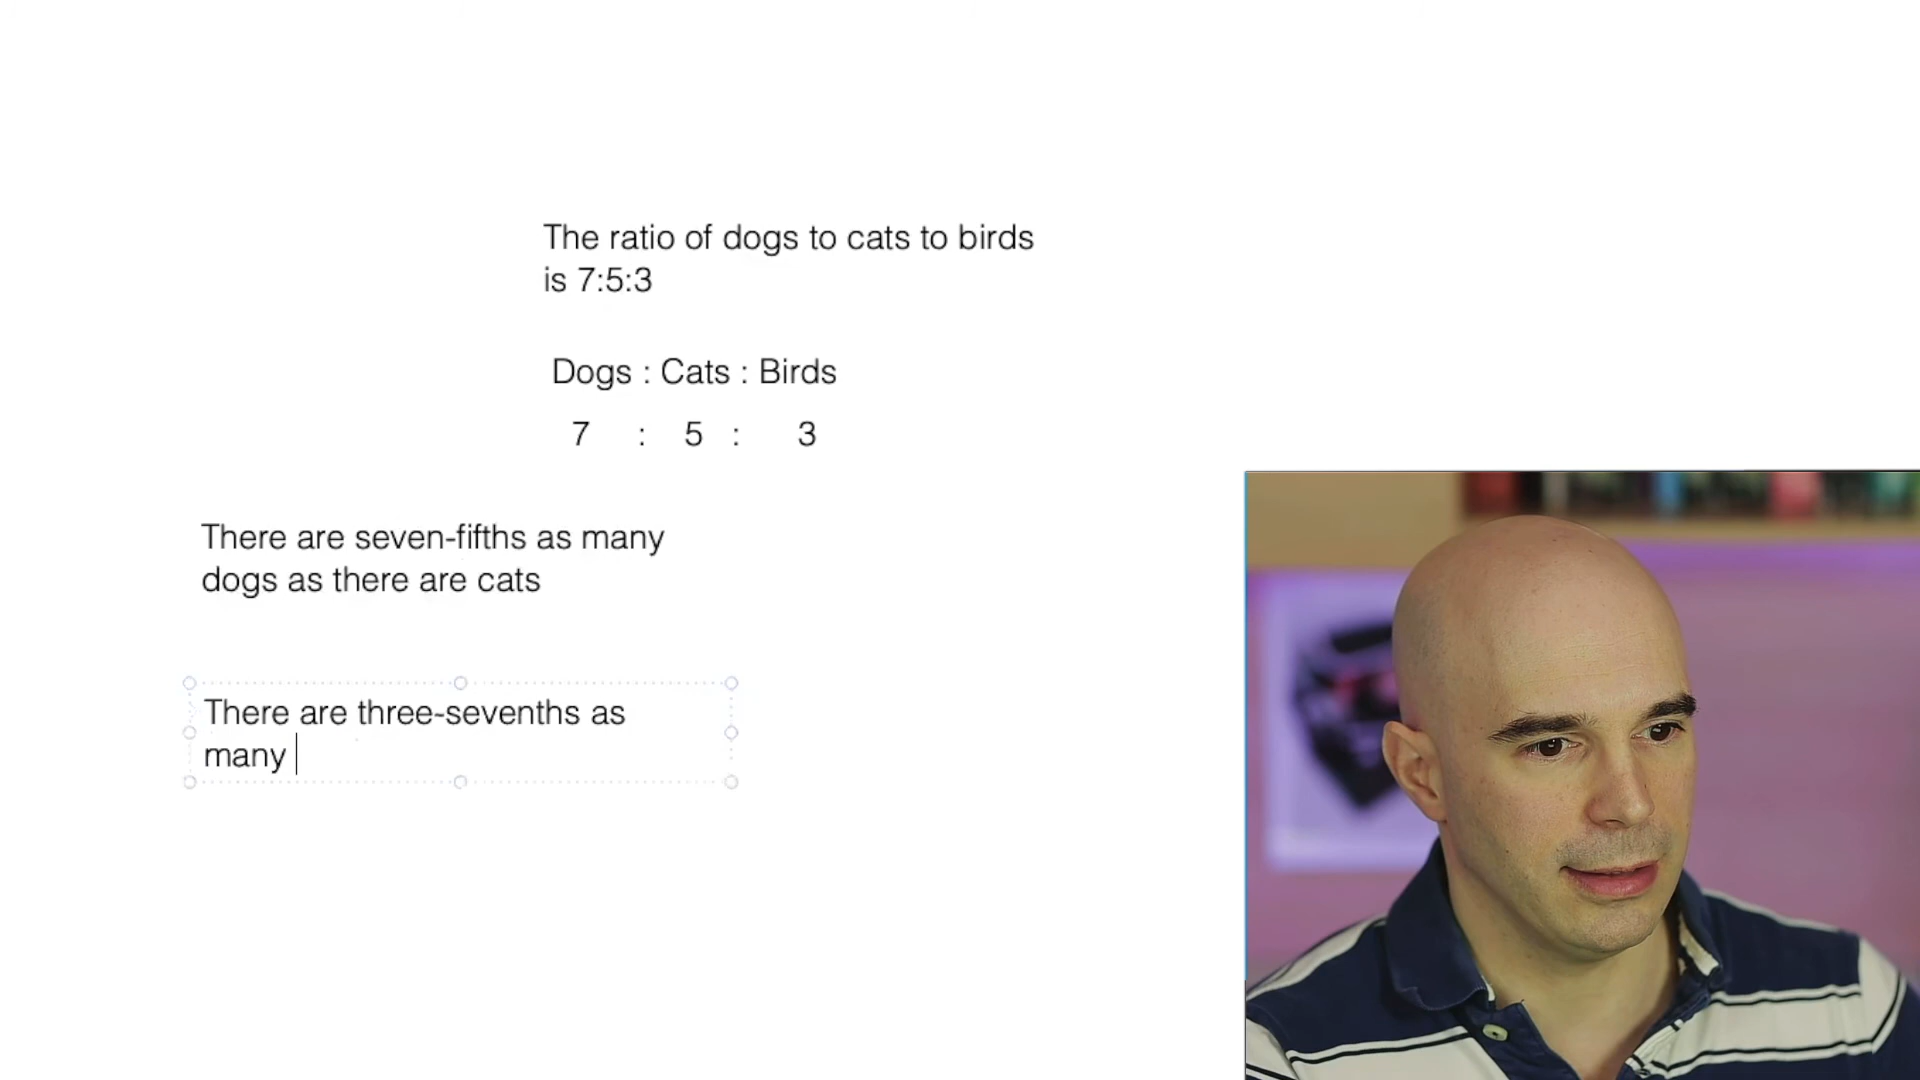 The ratio of dogs to cats to birds
is 7:5:3
Dogs : Cats : Birds
7 : 5 : 3
There are seven-fifths as many
dogs as there are cats
There are three-sevenths as
many